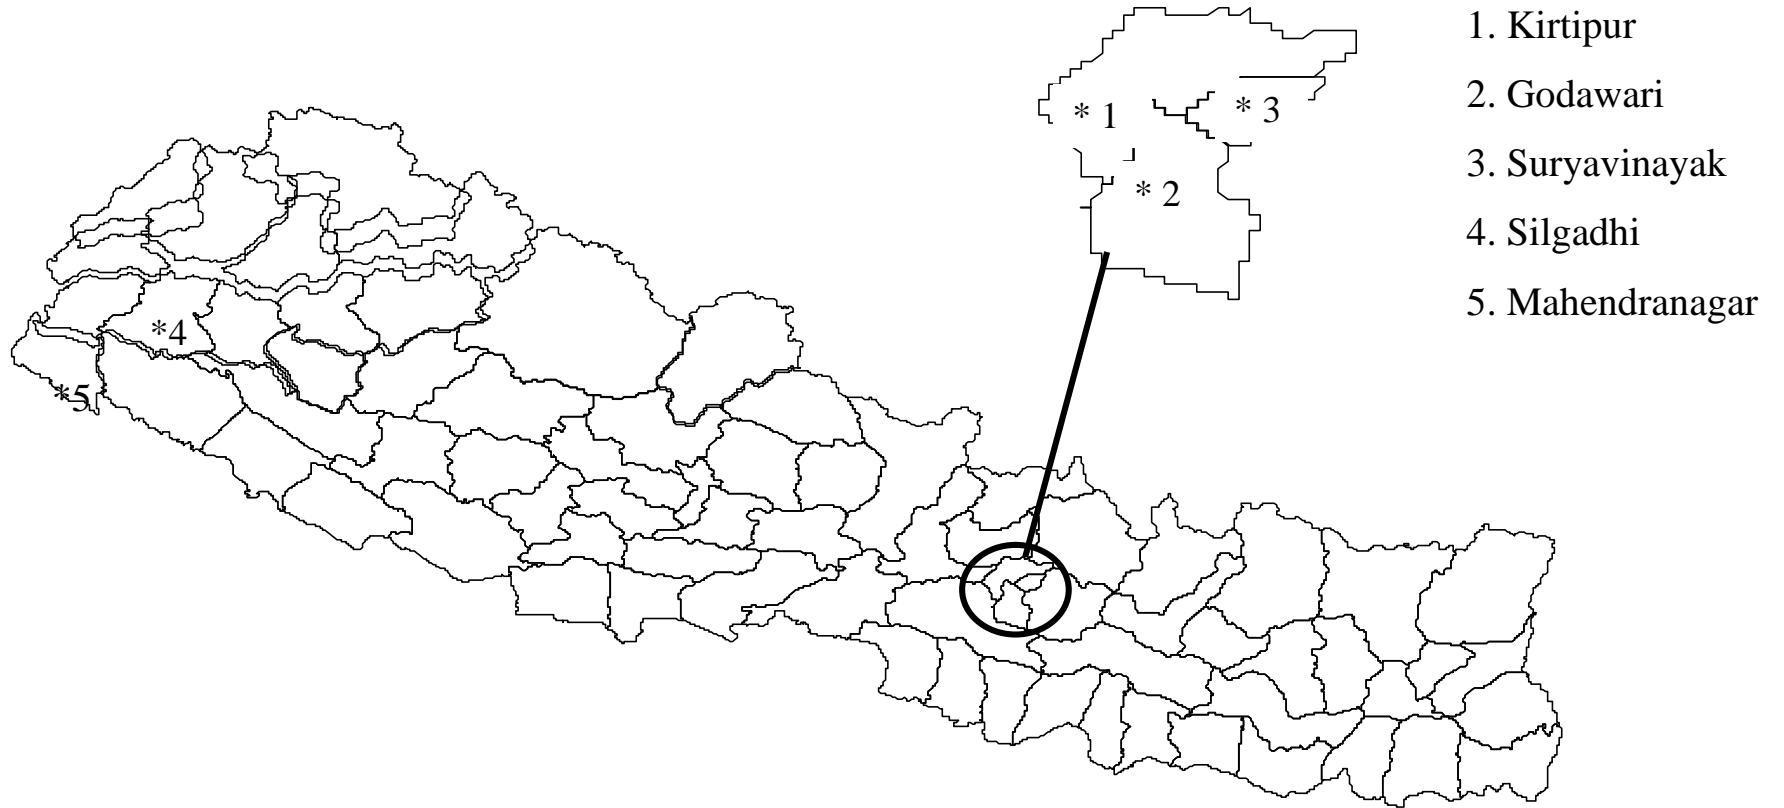 1. Kirtipur
2. Godawari
3. Suryavinayak
4. Silgadhi
5. Mahendranagar
* 1
* 3
* 2
*4
*5